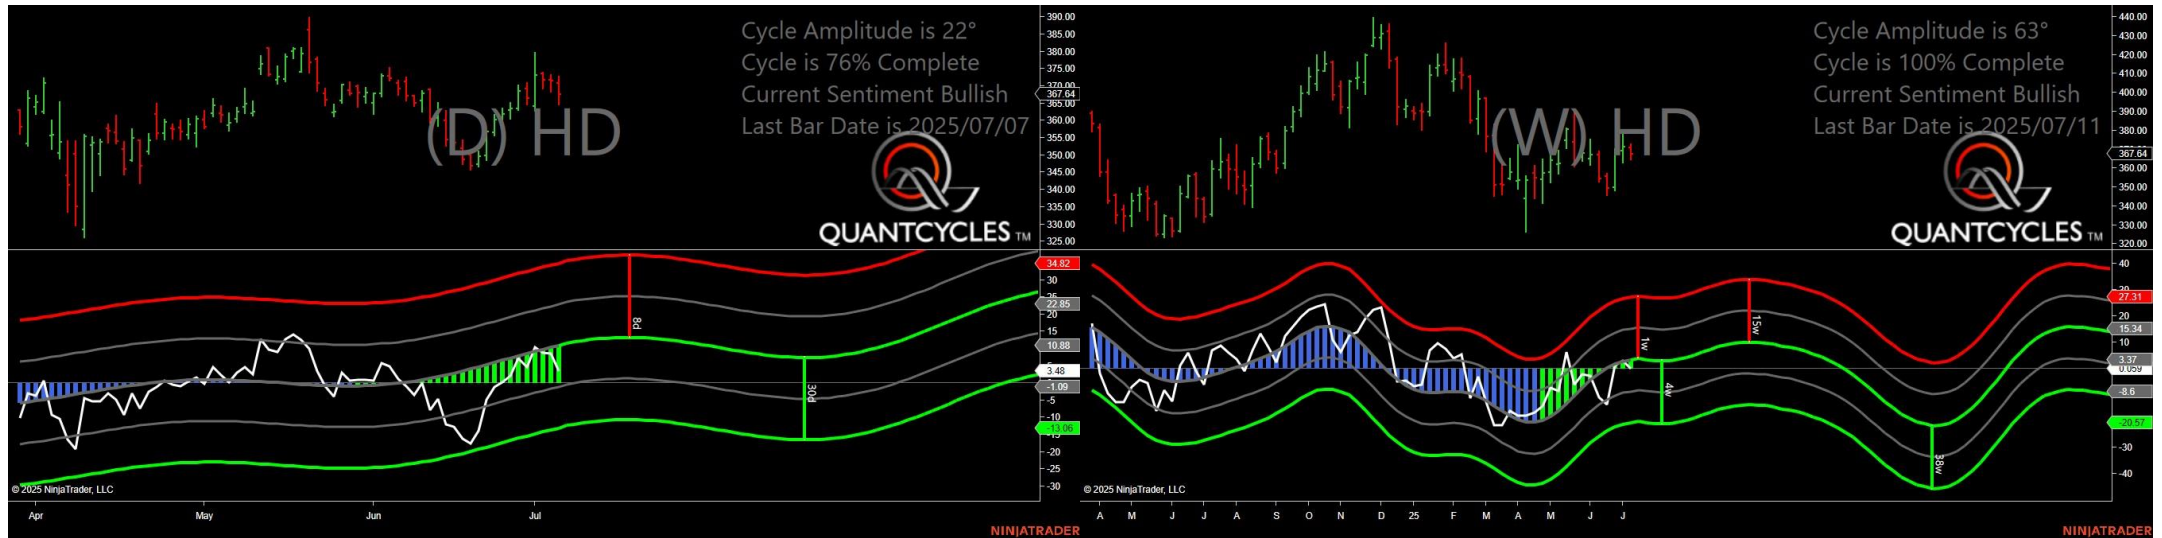 Cycle Amplitude is 22°
Cycle is 76% Complete
Current Sentiment Bullish
Last Bar Date is 2025/07/07
(D) HD
QUANTCYCLES TM
390.00
385.00
380.00
375.00
370.00
367.64
365.00
360.00
355.00
350.00
345.00
340.00
335.00
330.00
325.00
34.82
30
25
22.85
20
15
10.88
5
3.48
-1.09
-5
-10
-13.06
-15
-20
-25
-30
8d
30d
© 2025 NinjaTrader, LLC
Apr May Jun Jul
NINJATRADER
Cycle Amplitude is 63°
Cycle is 100% Complete
Current Sentiment Bullish
Last Bar Date is 2025/07/11
(W) HD
QUANTCYCLES TM
440.00
430.00
420.00
410.00
400.00
390.00
380.00
367.64
360.00
350.00
340.00
330.00
320.00
40
27.31
20
15.34
10
3.37
0.059
-8.6
-20.57
-30
-40
1w
15w
4w
38w
© 2025 NinjaTrader, LLC
A M J J A S O N D 25 F M A M J J
NINJATRADER